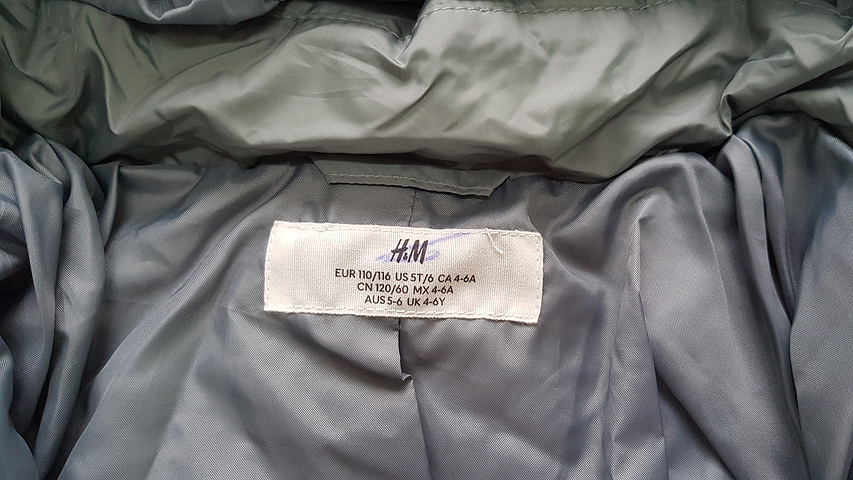 H&M
EUR 110/116 US 5T/6 CA 4-6A
CN 120/60 MX 4-6A
AUS 5-6 UK 4-6Y